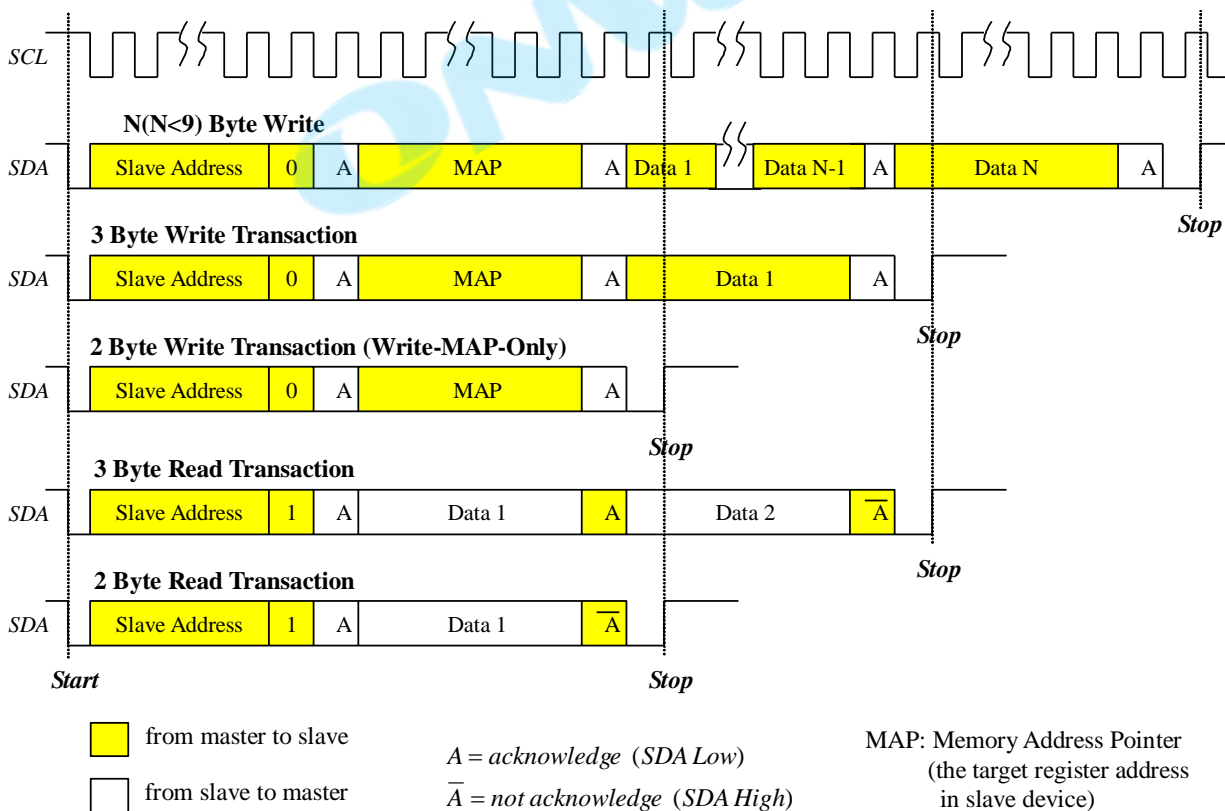 SCL
N(N<9) Byte Write
SDA Slave Address 0 A MAP A Data 1 Data N-1 A Data N A
Stop
3 Byte Write Transaction
SDA Slave Address 0 A MAP A Data 1 A
Stop
2 Byte Write Transaction (Write-MAP-Only)
SDA Slave Address 0 A MAP A
Stop
3 Byte Read Transaction
SDA Slave Address 1 A Data 1 A Data 2 A̅
Stop
2 Byte Read Transaction
SDA Slave Address 1 A Data 1 A̅
Start Stop
from master to slave
from slave to master
A = acknowledge (SDA Low)
A̅ = not acknowledge (SDA High)
MAP: Memory Address Pointer
(the target register address
in slave device)